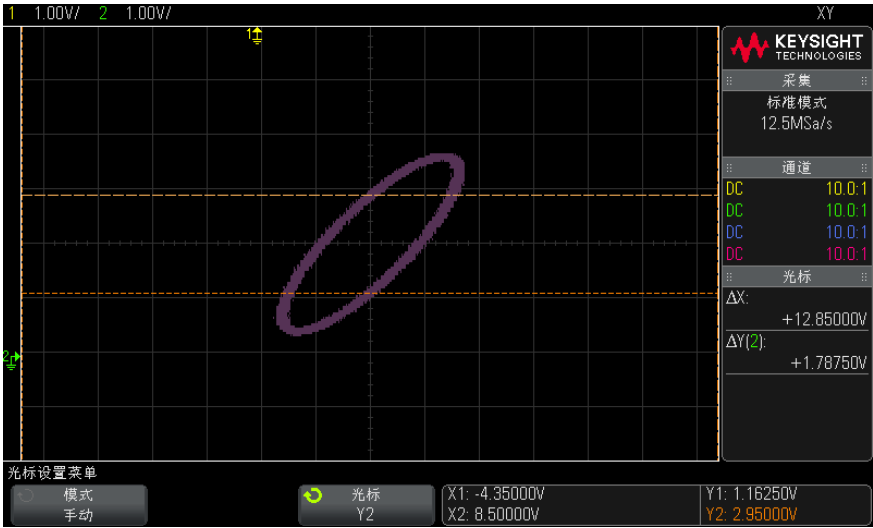 1 1.00V/ 2 1.00V/ XY
1
KEYSIGHT
TECHNOLOGIES
采集
标准模式
12.5MSa/s
通道
DC 10.0:1
DC 10.0:1
DC 10.0:1
DC 10.0:1
光标
ΔX:
+12.85000V
ΔY(2):
+1.78750V
2
光标设置菜单
模式
手动
光标
Y2
X1: -4.35000V
X2: 8.50000V
Y1: 1.16250V
Y2: 2.95000V